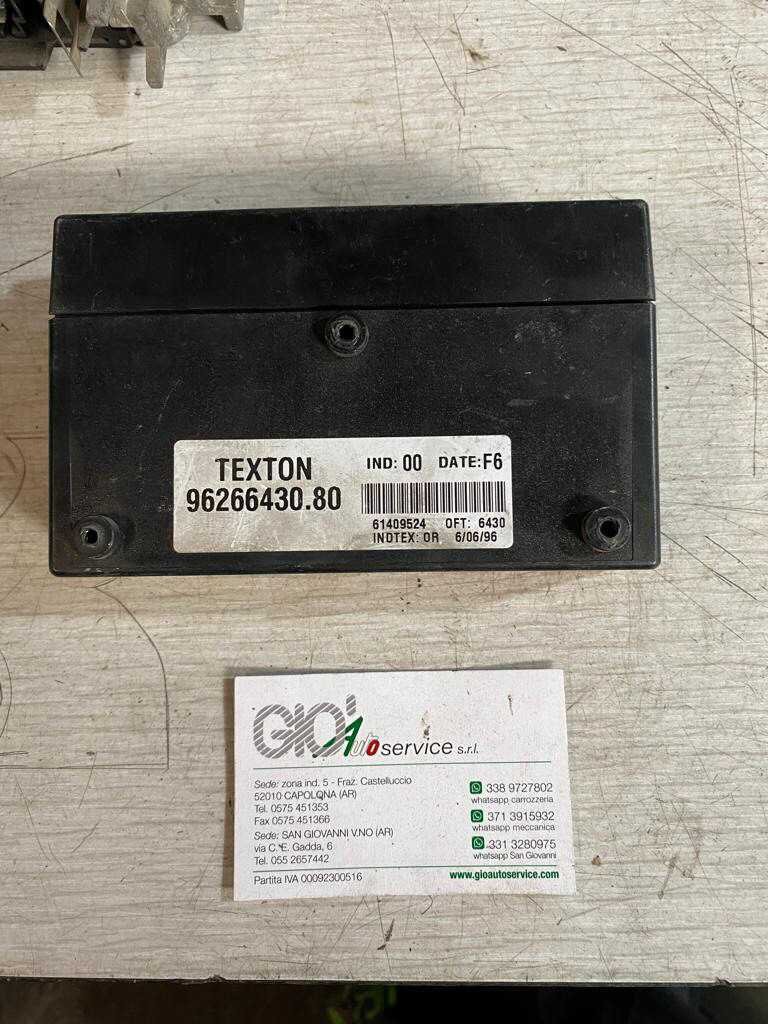 TEXTON
96266430.80
IND: 00 DATE: F6
61409524 OFT: 6430
INDTEX: OR 6/06/96
GIO' Auto service s.r.l.
Sede: zona ind. 5 - Fraz. Castelluccio
52010 CAPOLONA (AR)
Tel. 0575 451353
Fax 0575 451366
Sede: SAN GIOVANNI V.NO (AR)
via C. E. Gadda, 6
Tel. 055 2657442
Partita IVA 00092300516
338 9727802
whatsapp carrozzeria
371 3915932
whatsapp meccanica
331 3280975
whatsapp San Giovanni
www.gioautoservice.com